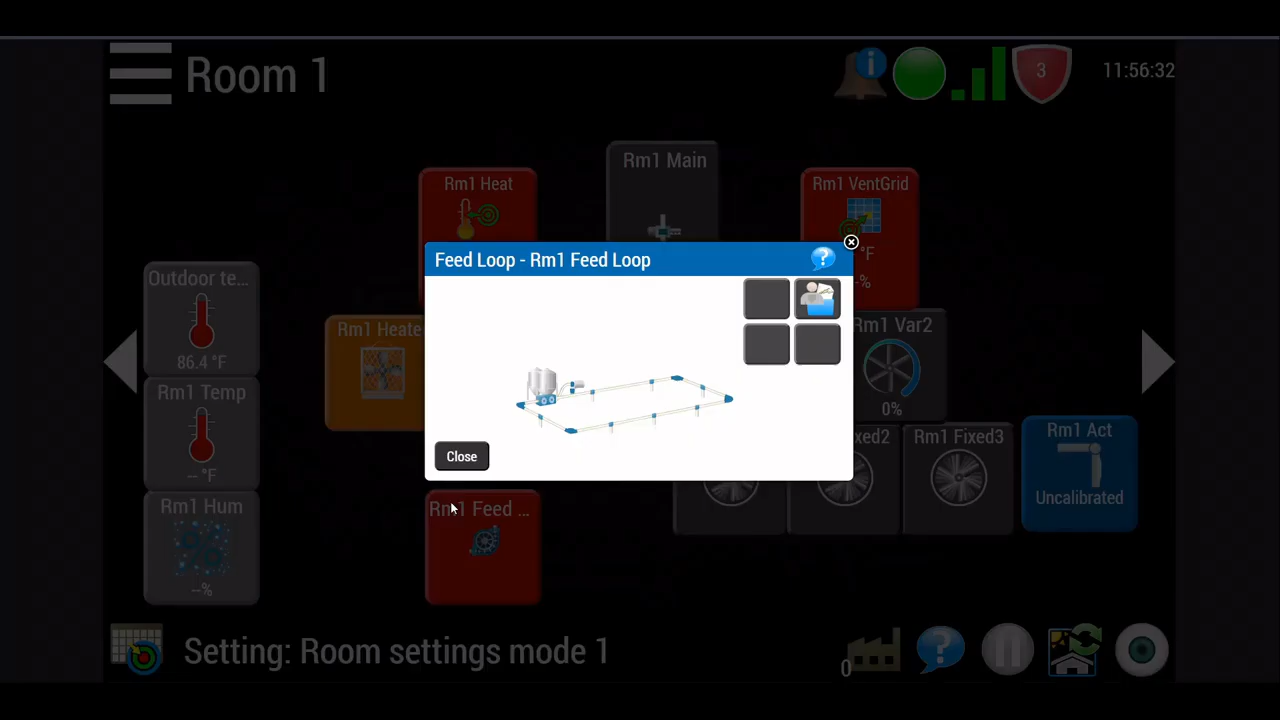 Room 1
i
3
11:56:32
Rm1 Main
Rm1 Heat
Rm1 VentGrid
°F
-%
Feed Loop - Rm1 Feed Loop
?
Close
Outdoor te...
86.4 °F
Rm1 Temp
-- °F
Rm1 Hum
--%
Rm1 Heate
Rm1 Var2
0%
xed2
Rm1 Fixed3
Rm1 Act
Uncalibrated
Rm1 Feed ...
Setting: Room settings mode 1
0
?